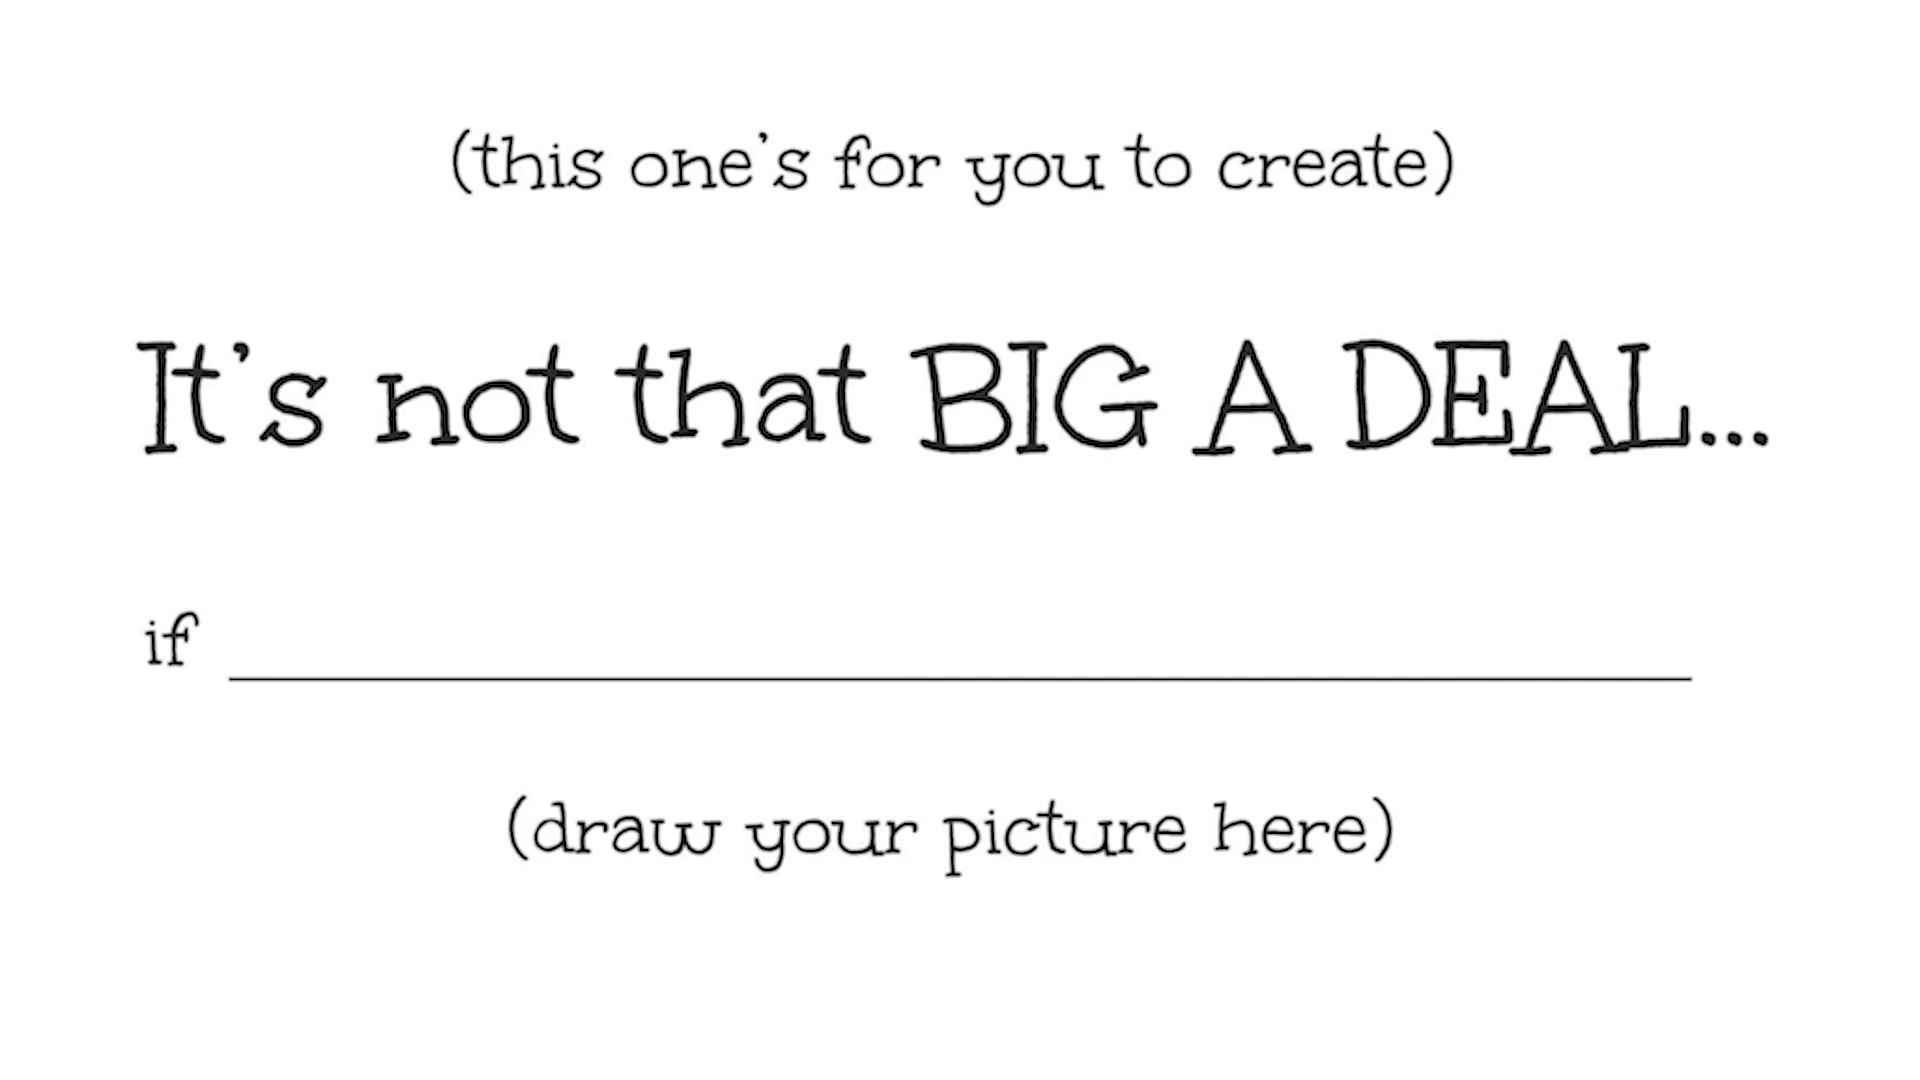 (this one's for you to create)
It's not that BIG A DEAL...
if
(draw your picture here)